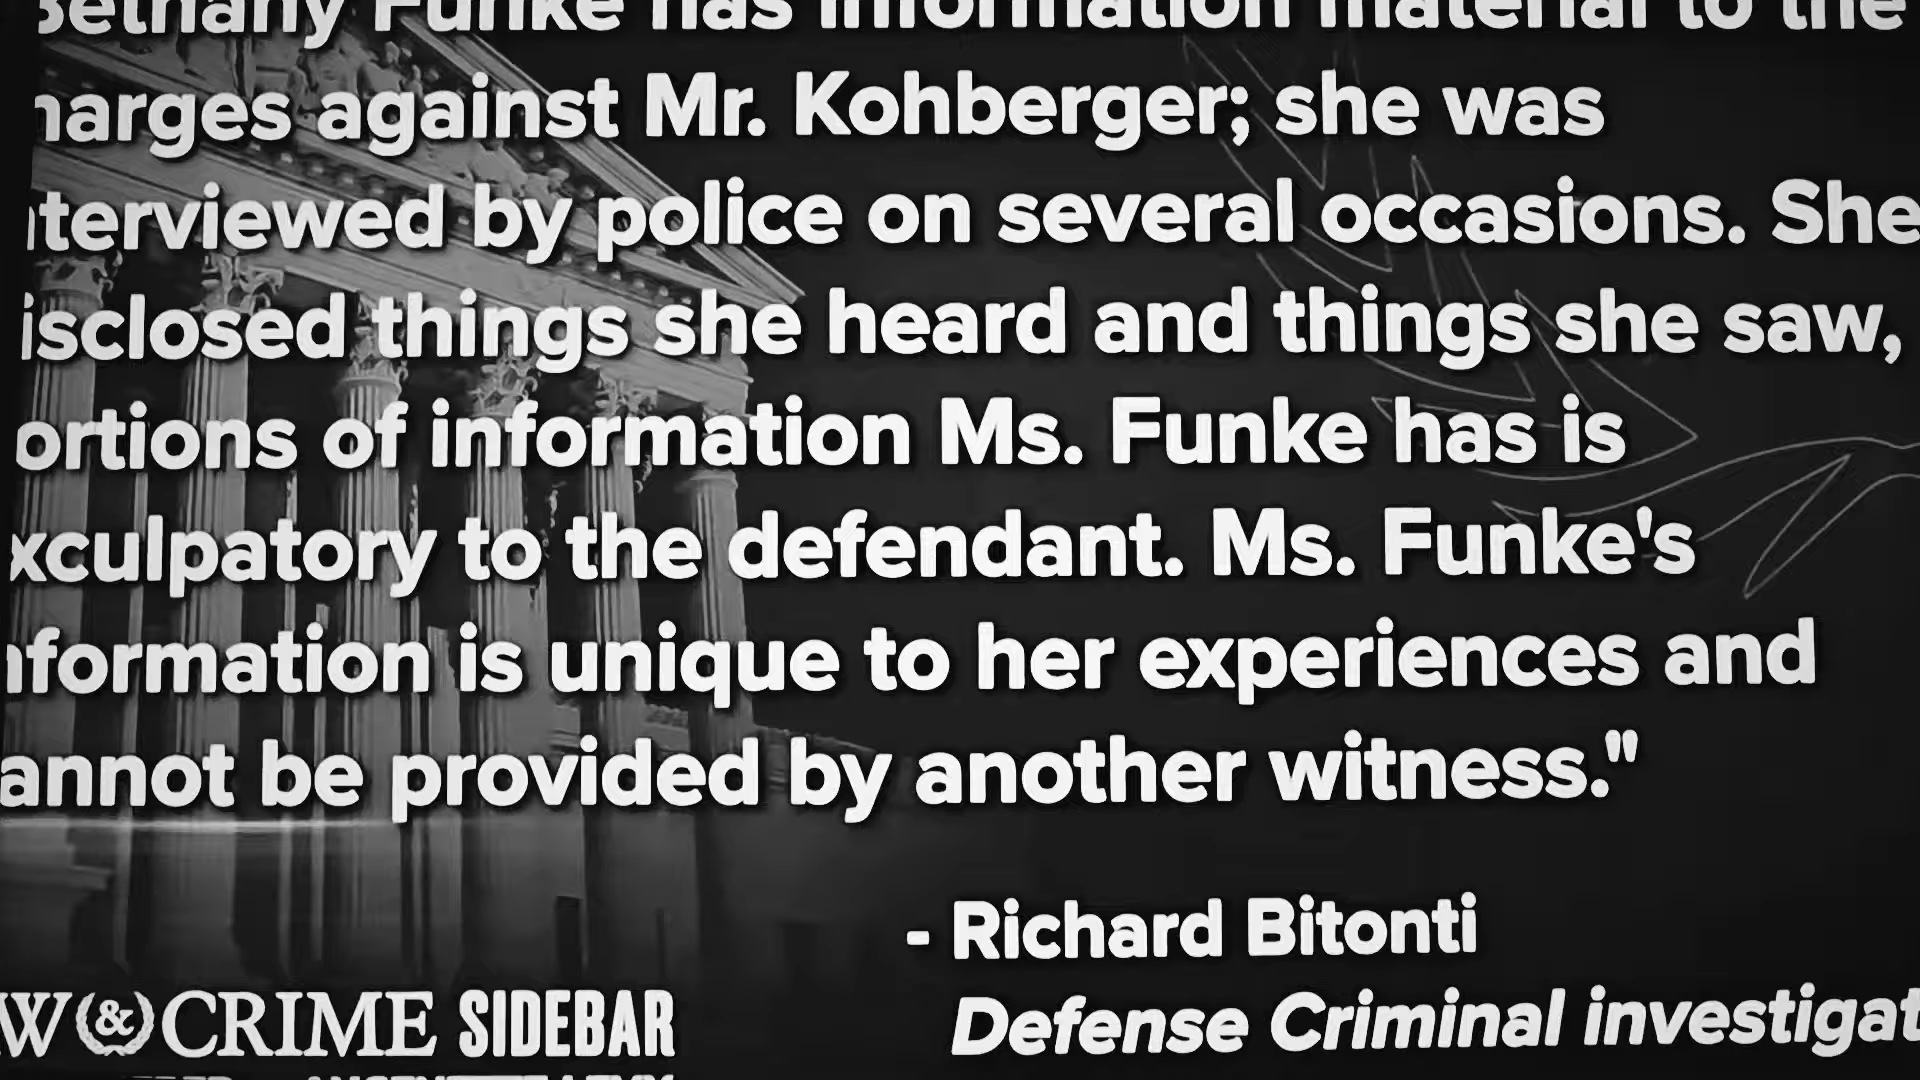 Bethany Funke has information material to the
harges against Mr. Kohberger; she was
nterviewed by police on several occasions. She
isclosed things she heard and things she saw,
ortions of information Ms. Funke has is
xculpatory to the defendant. Ms. Funke's
nformation is unique to her experiences and
annot be provided by another witness."
- Richard Bitonti
Defense Criminal investigat
W&CRIME SIDEBAR